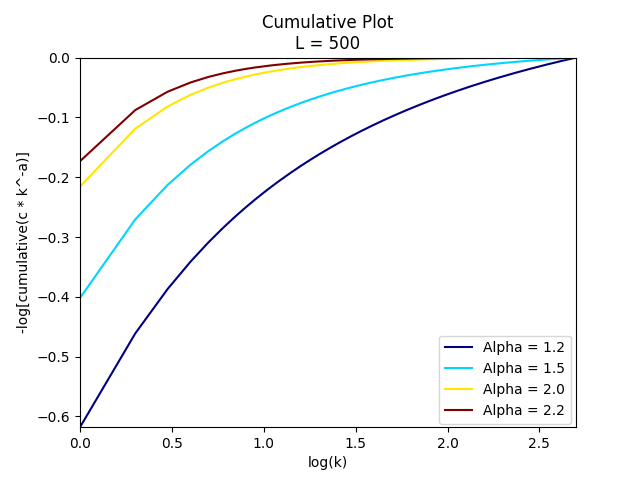 Cumulative Plot
L = 500
0.0
−0.1
−0.2
−0.3
−0.4
−0.5
−0.6
-log[cumulative(c * k^-a)]
Alpha = 1.2
Alpha = 1.5
Alpha = 2.0
Alpha = 2.2
0.0 0.5 1.0 1.5 2.0 2.5
log(k)